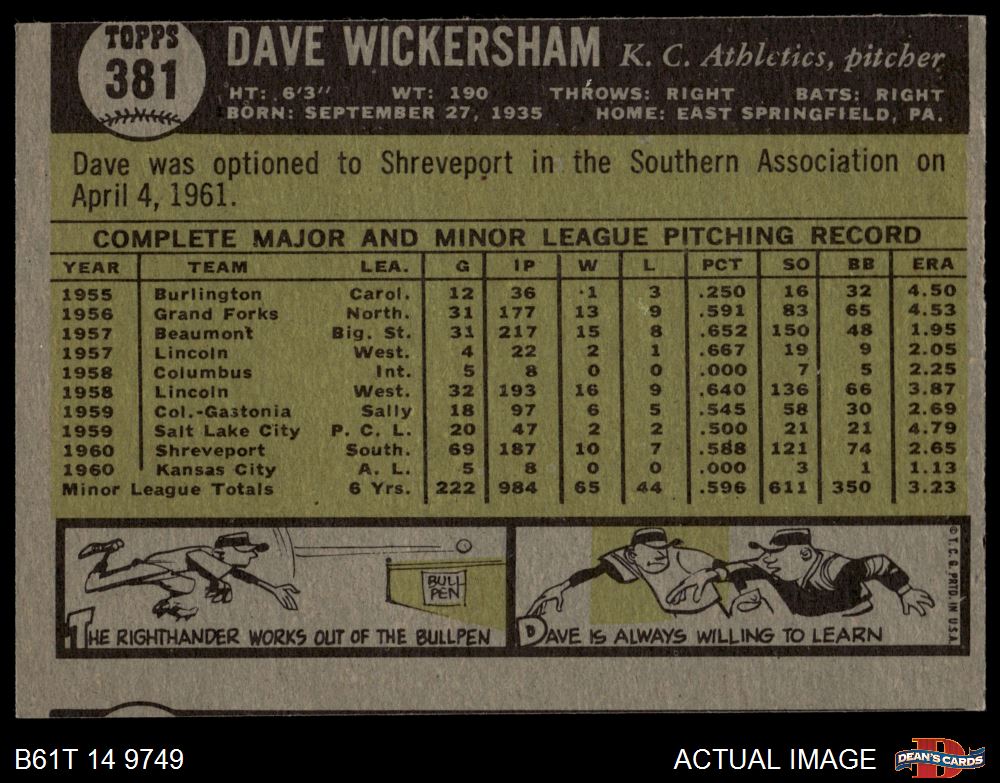 TOPPS
381
DAVE WICKERSHAM K. C. Athletics, pitcher
HT: 6'3" WT: 190 THROWS: RIGHT BATS: RIGHT
BORN: SEPTEMBER 27, 1935 HOME: EAST SPRINGFIELD, PA.
Dave was optioned to Shreveport in the Southern Association on
April 4, 1961.
COMPLETE MAJOR AND MINOR LEAGUE PITCHING RECORD
YEAR TEAM LEA. G IP W L PCT SO BB ERA
1955 Burlington Carol. 12 36 1 3 .250 16 32 4.50
1956 Grand Forks North. 31 177 13 9 .591 83 65 4.53
1957 Beaumont Big. St. 31 217 15 8 .652 150 48 1.95
1957 Lincoln West. 4 22 2 1 .667 19 9 2.05
1958 Columbus Int. 5 8 0 0 .000 7 5 2.25
1958 Lincoln West. 32 193 16 9 .640 136 66 3.87
1959 Col.-Gastonia Sally 18 97 6 5 .545 58 30 2.69
1959 Salt Lake City P. C. L. 20 47 2 2 .500 21 21 4.79
1960 Shreveport South. 69 187 10 7 .588 121 74 2.65
1960 Kansas City A. L. 5 8 0 0 .000 3 1 1.13
Minor League Totals 6 Yrs. 222 984 65 44 .596 611 350 3.23
BULL
PEN
THE RIGHTHANDER WORKS OUT OF THE BULLPEN
DAVE IS ALWAYS WILLING TO LEARN
© T. C. G. PRTD. IN U.S.A.
B61T 14 9749
ACTUAL IMAGE
DEAN'S CARDS